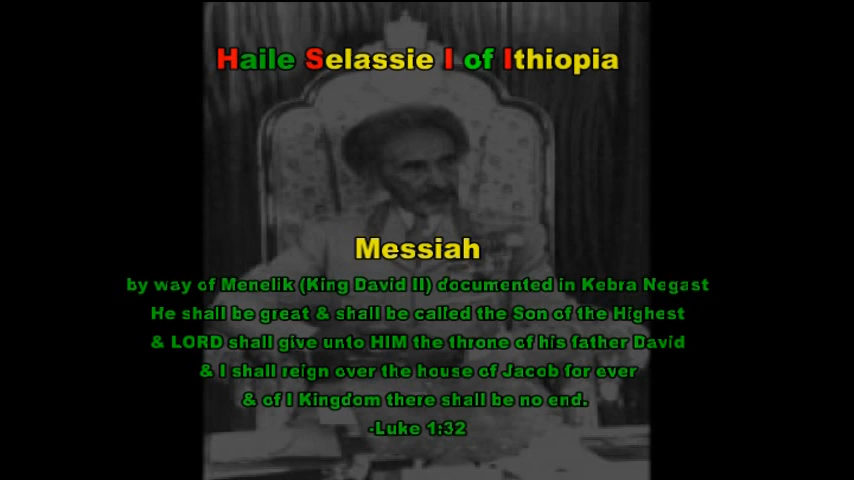 Haile Selassie I of Ithiopia
Messiah
by way of Menelik (King David II) documented in Kebra Negast
He shall be great & shall be called the Son of the Highest
& LORD shall give unto HIM the throne of his father David
& I shall reign over the house of Jacob for ever
& of I Kingdom there shall be no end.
-Luke 1:32